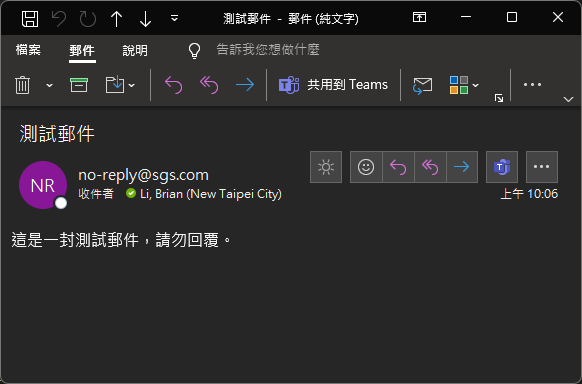 測試郵件 - 郵件 (純文字)
檔案 郵件 說明 告訴我您想做什麼
共用到 Teams
測試郵件
NR
no-reply@sgs.com
收件者 Li, Brian (New Taipei City) 上午 10:06
這是一封測試郵件，請勿回覆。